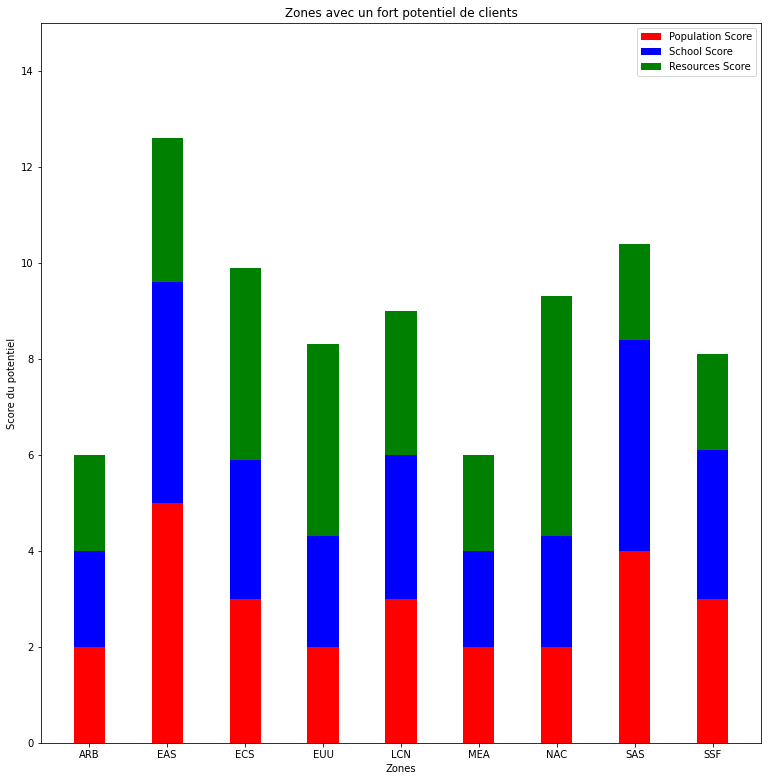 Zones avec un fort potentiel de clients
Population Score
School Score
Resources Score
Score du potentiel
14
12
10
8
6
4
2
0
ARB EAS ECS EUU LCN MEA NAC SAS SSF
Zones